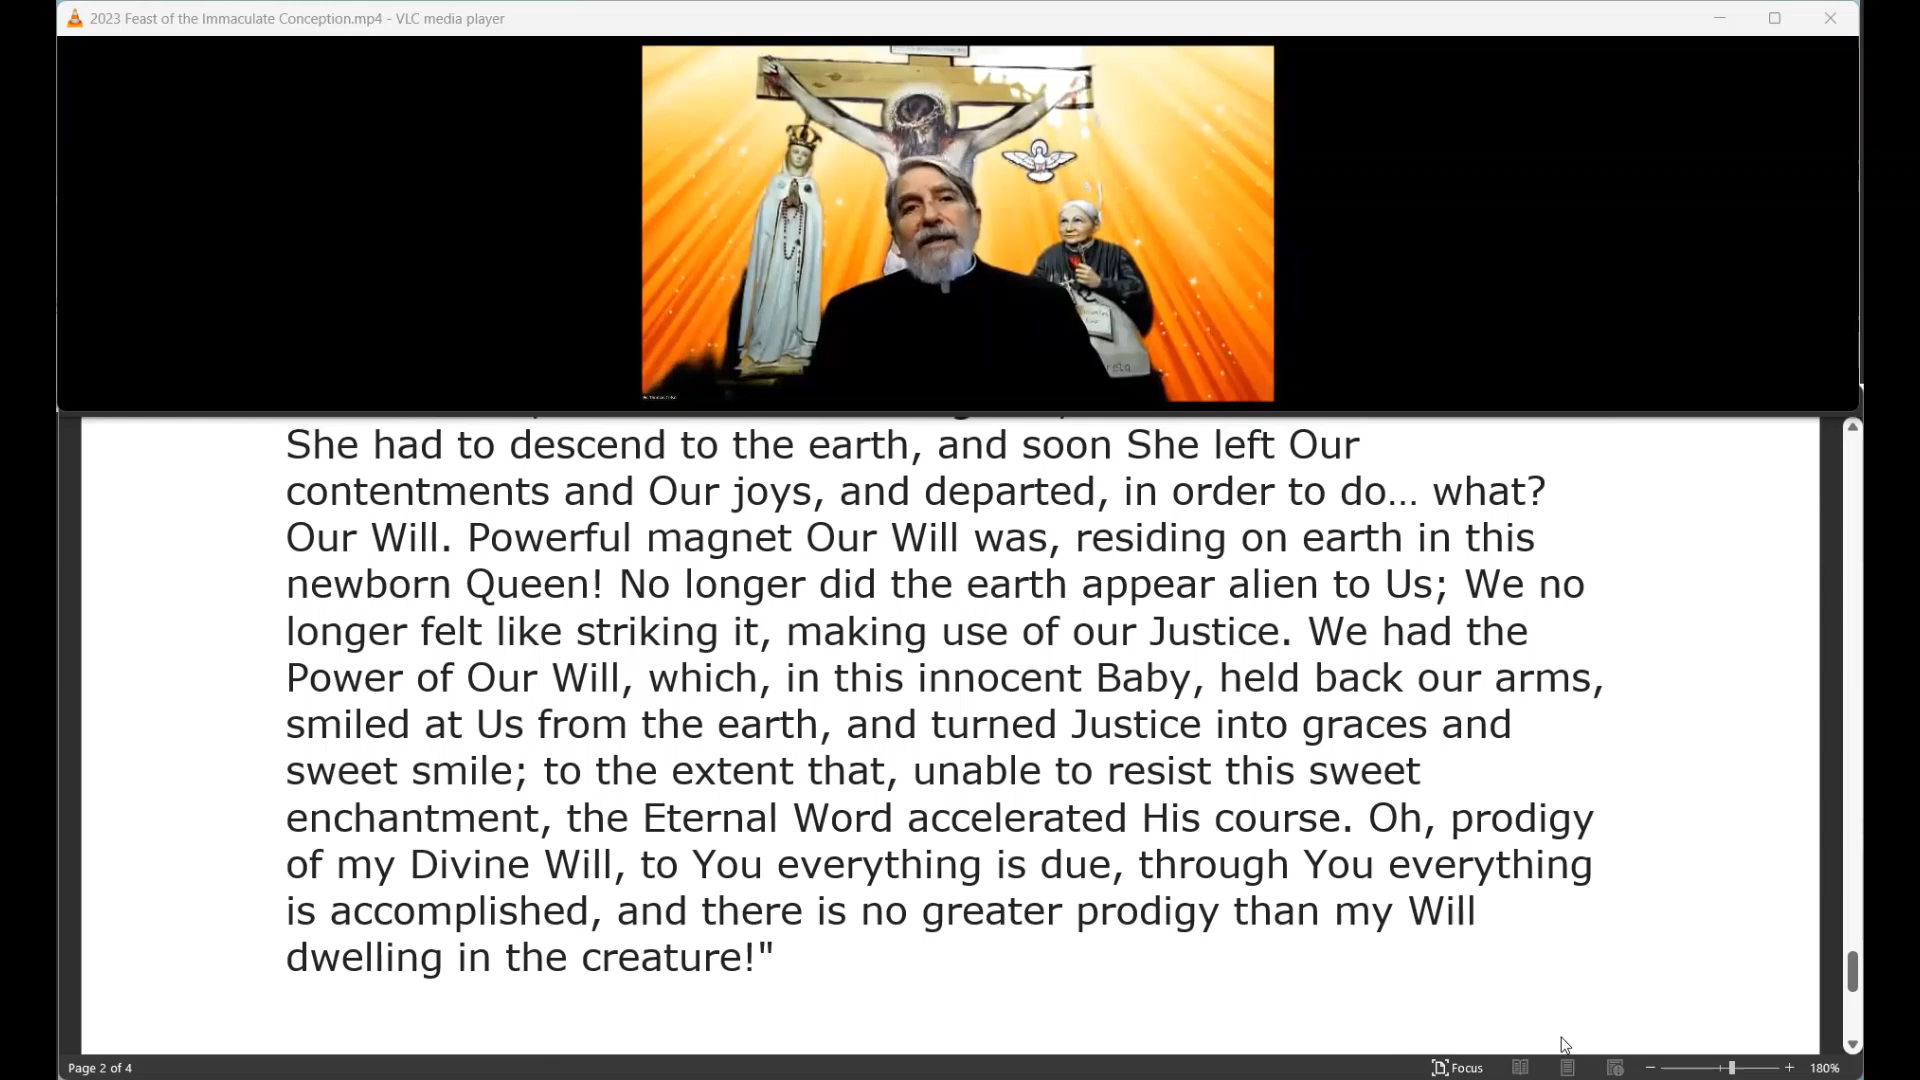 2023 Feast of the Immaculate Conception.mp4 - VLC media player
She had to descend to the earth, and soon She left Our
contentments and Our joys, and departed, in order to do... what?
Our Will. Powerful magnet Our Will was, residing on earth in this
newborn Queen! No longer did the earth appear alien to Us; We no
longer felt like striking it, making use of our Justice. We had the
Power of Our Will, which, in this innocent Baby, held back our arms,
smiled at Us from the earth, and turned Justice into graces and
sweet smile; to the extent that, unable to resist this sweet
enchantment, the Eternal Word accelerated His course. Oh, prodigy
of my Divine Will, to You everything is due, through You everything
is accomplished, and there is no greater prodigy than my Will
dwelling in the creature!"
Page 2 of 4
Focus
180%